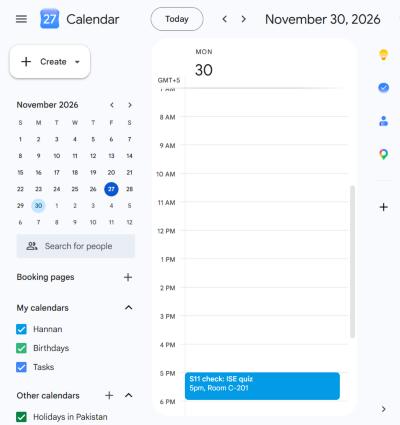 27 Calendar
Today
November 30, 2026
Create
November 2026
S M T W T F S
1 2 3 4 5 6 7
8 9 10 11 12 13 14
15 16 17 18 19 20 21
22 23 24 25 26 27 28
29 30 1 2 3 4 5
6 7 8 9 10 11 12
Search for people
Booking pages
My calendars
Hannan
Birthdays
Tasks
Other calendars
Holidays in Pakistan
MON
30
GMT+5
8 AM
9 AM
10 AM
11 AM
12 PM
1 PM
2 PM
3 PM
4 PM
5 PM
S11 check: ISE quiz
5pm, Room C-201
6 PM